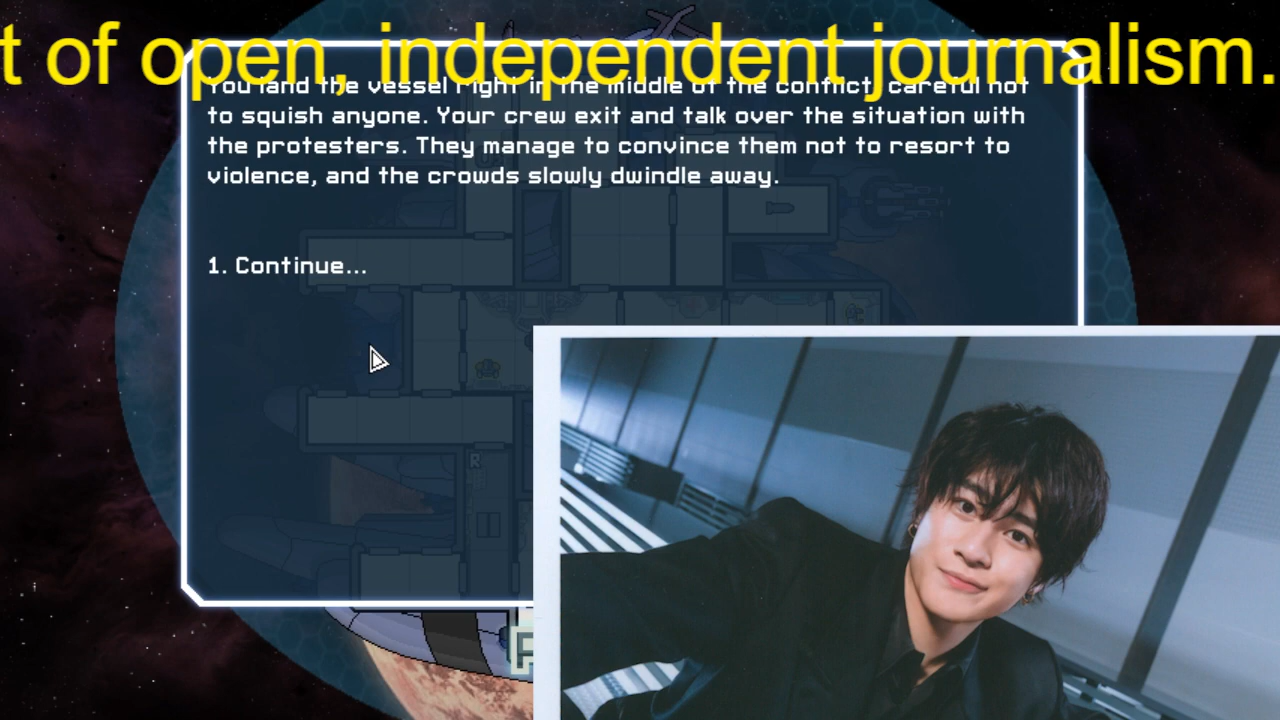 t of open, independent journalism.
You land the vessel right in the middle of the conflict, careful not
to squish anyone. Your crew exit and talk over the situation with
the protesters. They manage to convince them not to resort to
violence, and the crowds slowly dwindle away.
1. Continue...
R